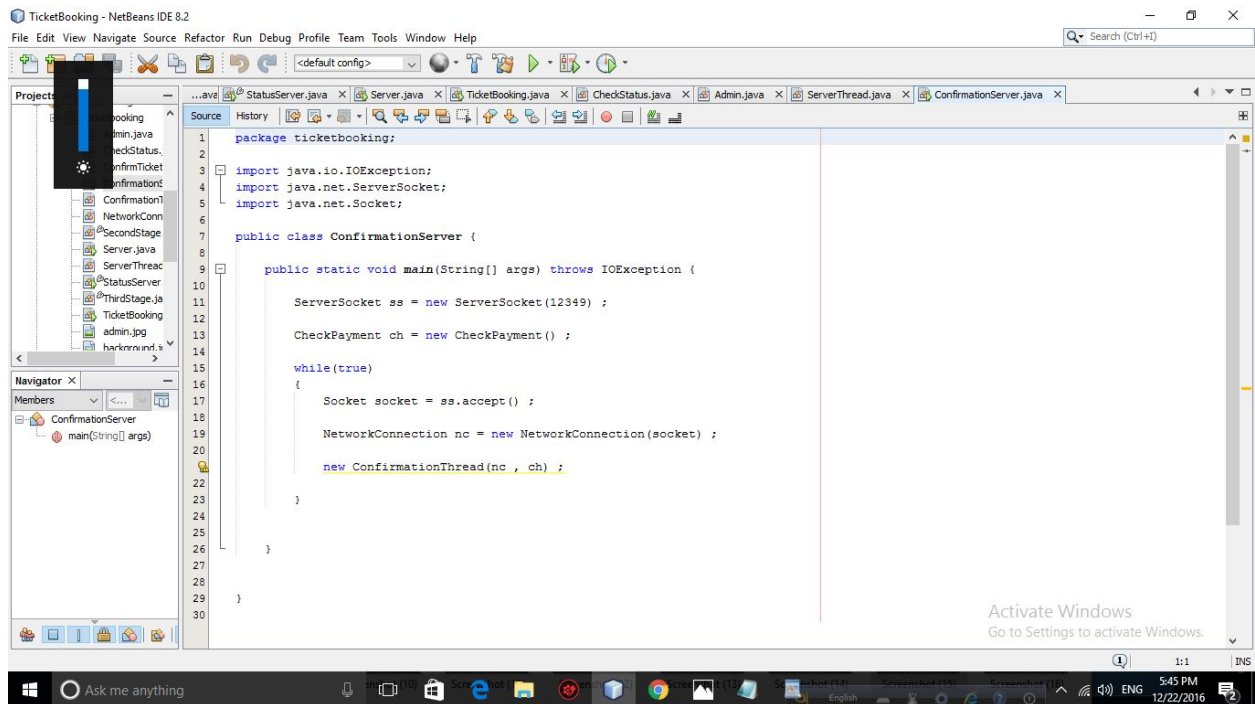 TicketBooking - NetBeans IDE 8.2
File Edit View Navigate Source Refactor Run Debug Profile Team Tools Window Help
Search (Ctrl+I)
<default config>
Projects
...ava StatusServer.java Server.java TicketBooking.java CheckStatus.java Admin.java ServerThread.java ConfirmationServer.java
Source History
ConfirmationT
NetworkConn
SecondStage
Server.java
ServerThreac
StatusServer
ThirdStage.ja
TicketBooking
admin.jpg
Navigator
Members <...
ConfirmationServer
main(String[] args)
1 package ticketbooking;
2
3 import java.io.IOException;
4 import java.net.ServerSocket;
5 import java.net.Socket;
6
7 public class ConfirmationServer {
8
9 public static void main(String[] args) throws IOException {
10
11 ServerSocket ss = new ServerSocket(12349) ;
12
13 CheckPayment ch = new CheckPayment() ;
14
15 while(true)
16 {
17 Socket socket = ss.accept() ;
18
19 NetworkConnection nc = new NetworkConnection(socket) ;
20
new ConfirmationThread(nc , ch) ;
22
23 }
24
25
26 }
27
28
29 }
30
Activate Windows
Go to Settings to activate Windows.
1 1:1 INS
Ask me anything
English
ENG
5:45 PM
12/22/2016
2